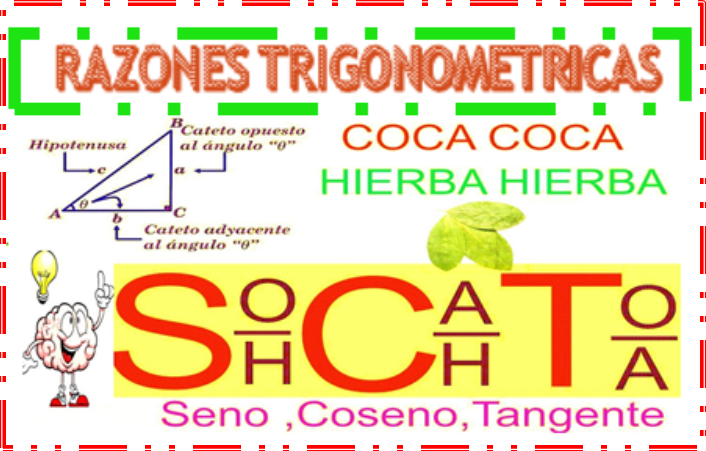 RAZONES TRIGONOMETRICAS
B
Cateto opuesto
al ángulo “θ”
Hipotenusa
c
a
A
θ
b
C
Cateto adyacente
al ángulo “θ”
COCA COCA
HIERBA HIERBA
S O/H C A/H T O/A
Seno ,Coseno,Tangente